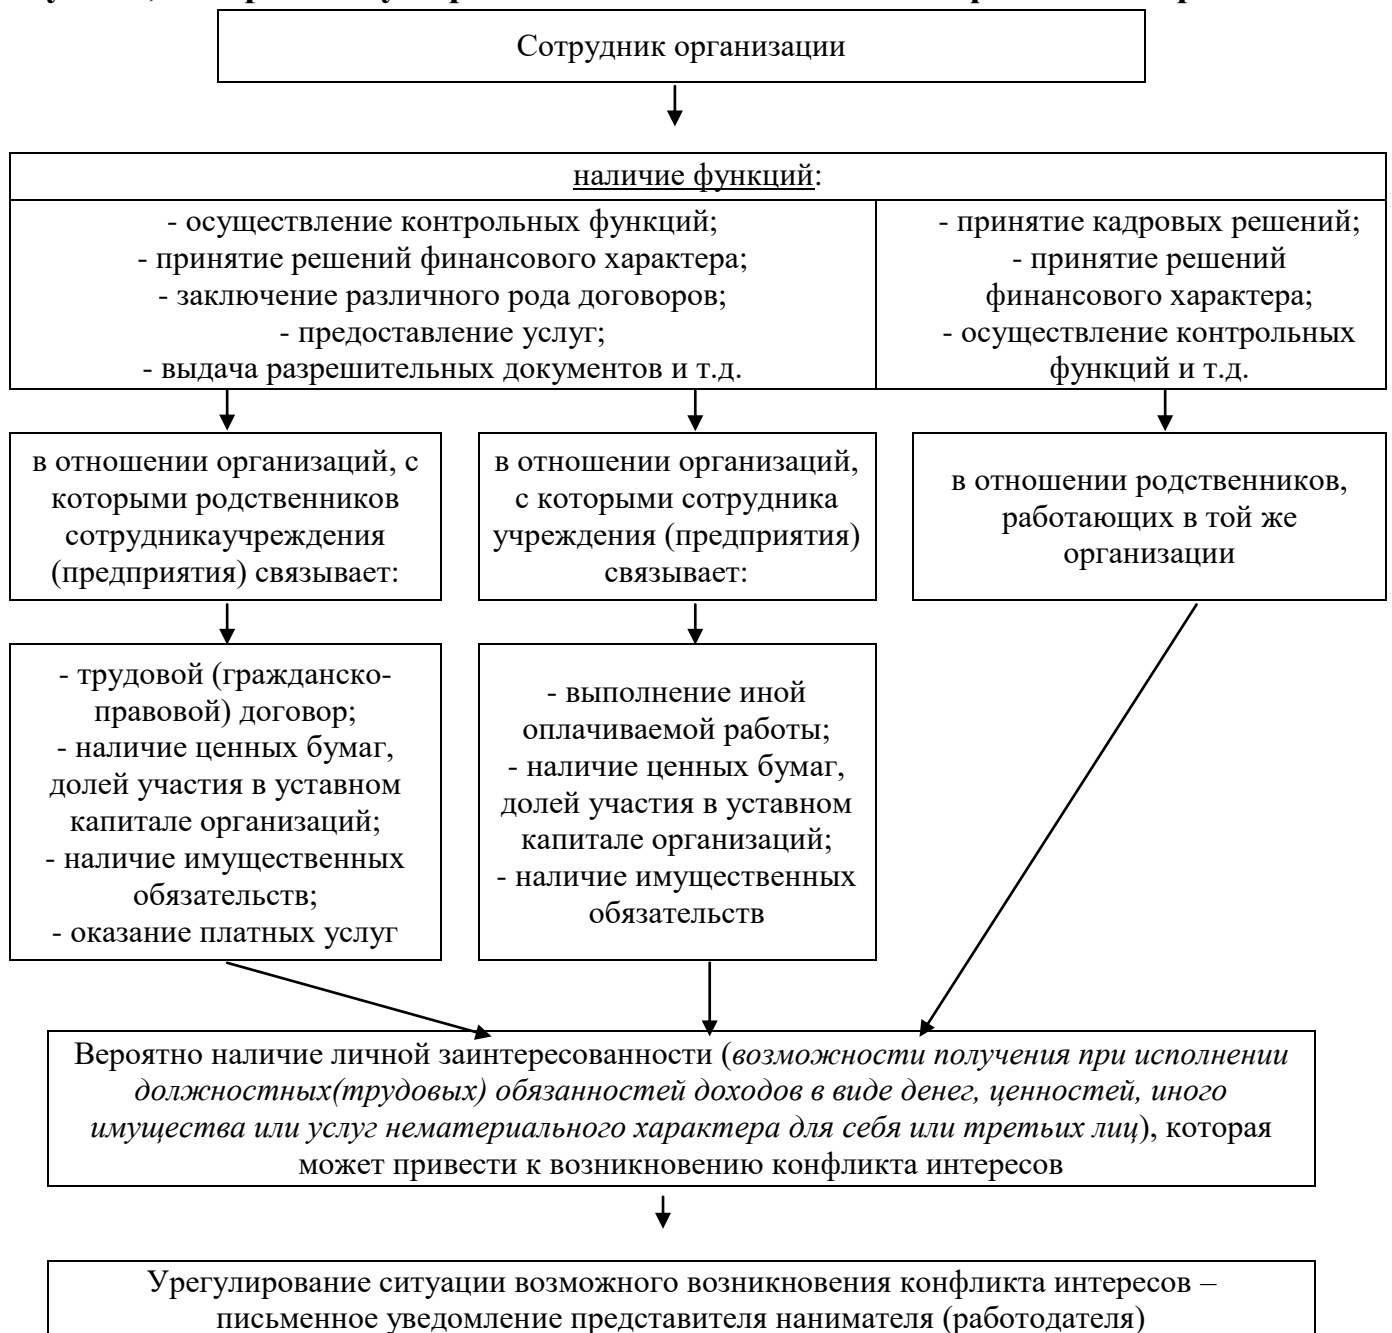 Сотрудник организации
наличие функций:
- осуществление контрольных функций;
- принятие решений финансового характера;
- заключение различного рода договоров;
- предоставление услуг;
- выдача разрешительных документов и т.д.
- принятие кадровых решений;
- принятие решений
финансового характера;
- осуществление контрольных
функций и т.д.
в отношении организаций, с
которыми родственников
сотрудникаучреждения
(предприятия) связывает:
в отношении организаций,
с которыми сотрудника
учреждения (предприятия)
связывает:
в отношении родственников,
работающих в той же
организации
- трудовой (гражданско-
правовой) договор;
- наличие ценных бумаг,
долей участия в уставном
капитале организаций;
- наличие имущественных
обязательств;
- оказание платных услуг
- выполнение иной
оплачиваемой работы;
- наличие ценных бумаг,
долей участия в уставном
капитале организаций;
- наличие имущественных
обязательств
Вероятно наличие личной заинтересованности (возможности получения при исполнении
должностных(трудовых) обязанностей доходов в виде денег, ценностей, иного
имущества или услуг нематериального характера для себя или третьих лиц), которая
может привести к возникновению конфликта интересов
Урегулирование ситуации возможного возникновения конфликта интересов –
письменное уведомление представителя нанимателя (работодателя)